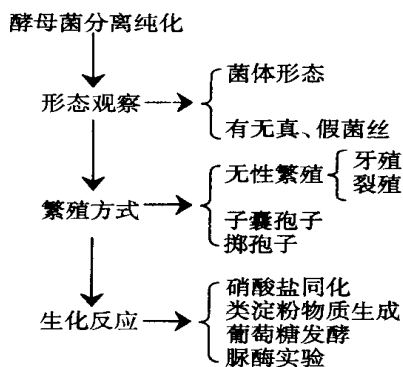 酵母菌分离纯化
形态观察
菌体形态
有无真、假菌丝
繁殖方式
无性繁殖
牙殖
裂殖
子囊孢子
掷孢子
生化反应
硝酸盐同化
类淀粉物质生成
葡萄糖发酵
脲酶实验